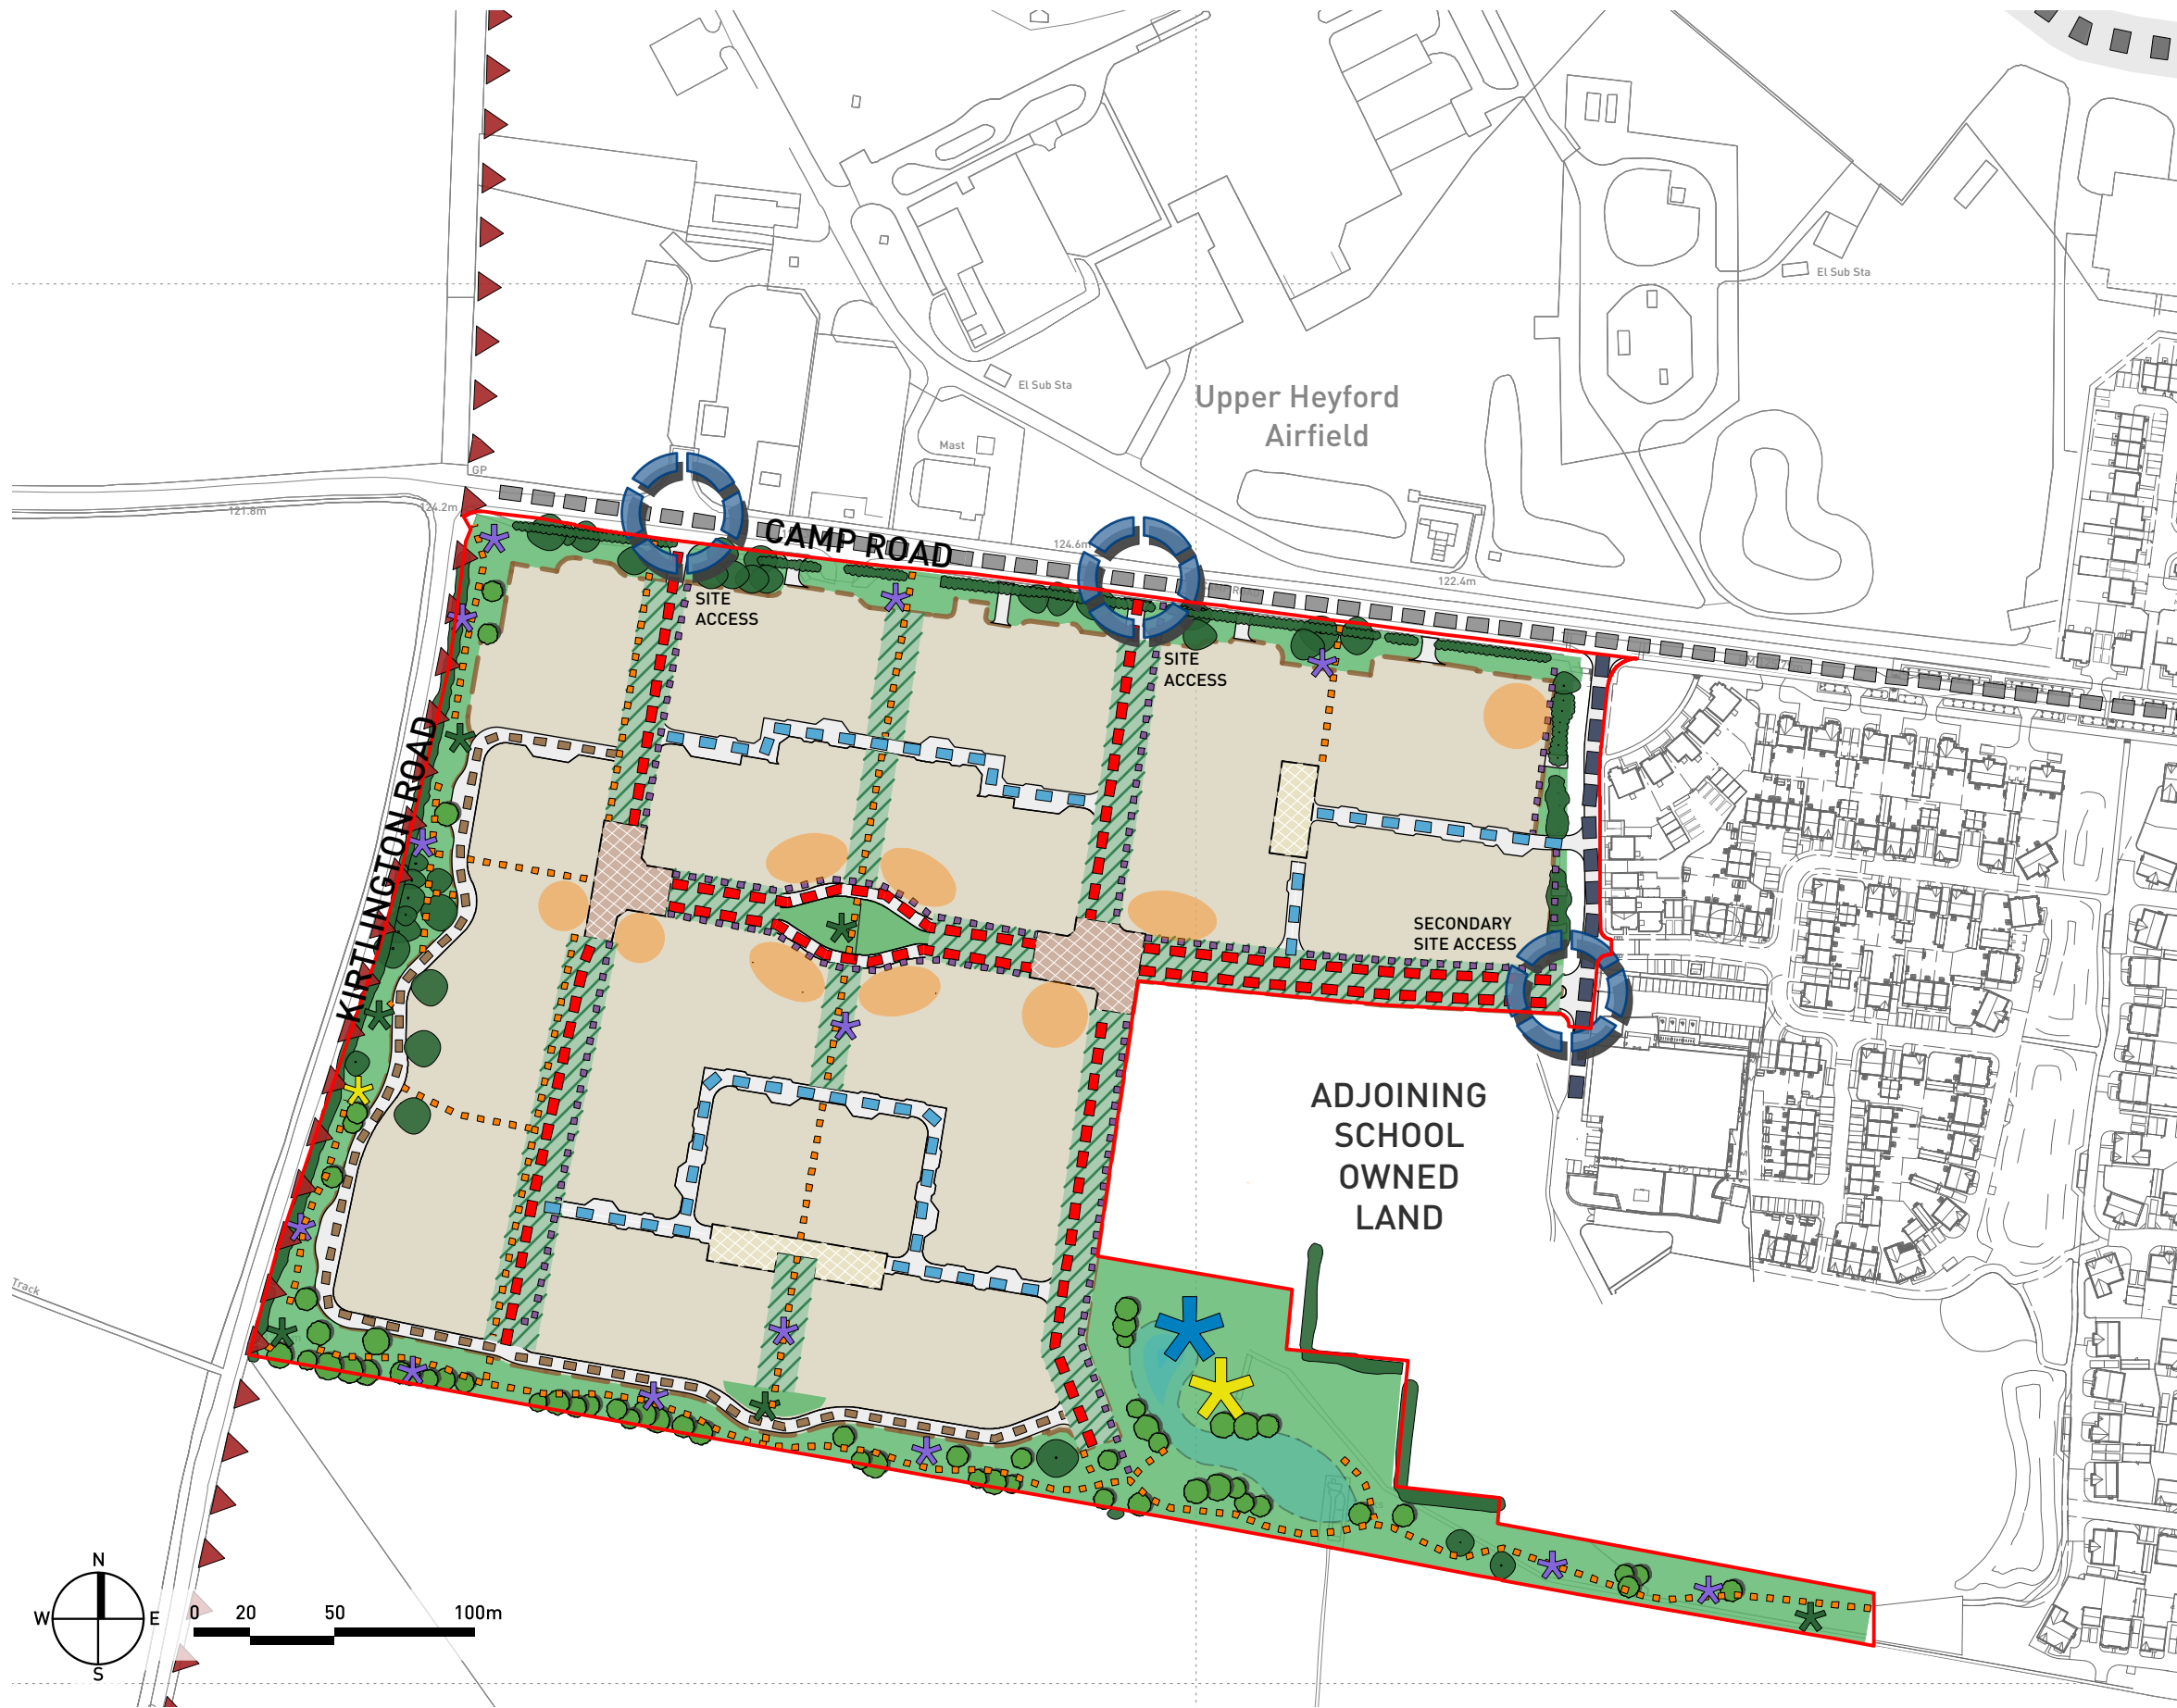 El Sub Sta
El Sub Sta
Upper Heyford
Airfield
Mast
GP
124.2m
121.8m
CAMP ROAD
124.6m
122.4m
SITE
ACCESS
SITE
ACCESS
KIRTLINGTON ROAD
SECONDARY
SITE ACCESS
ADJOINING
SCHOOL
OWNED
LAND
Track
N
W
E
S
0 20 50 100m